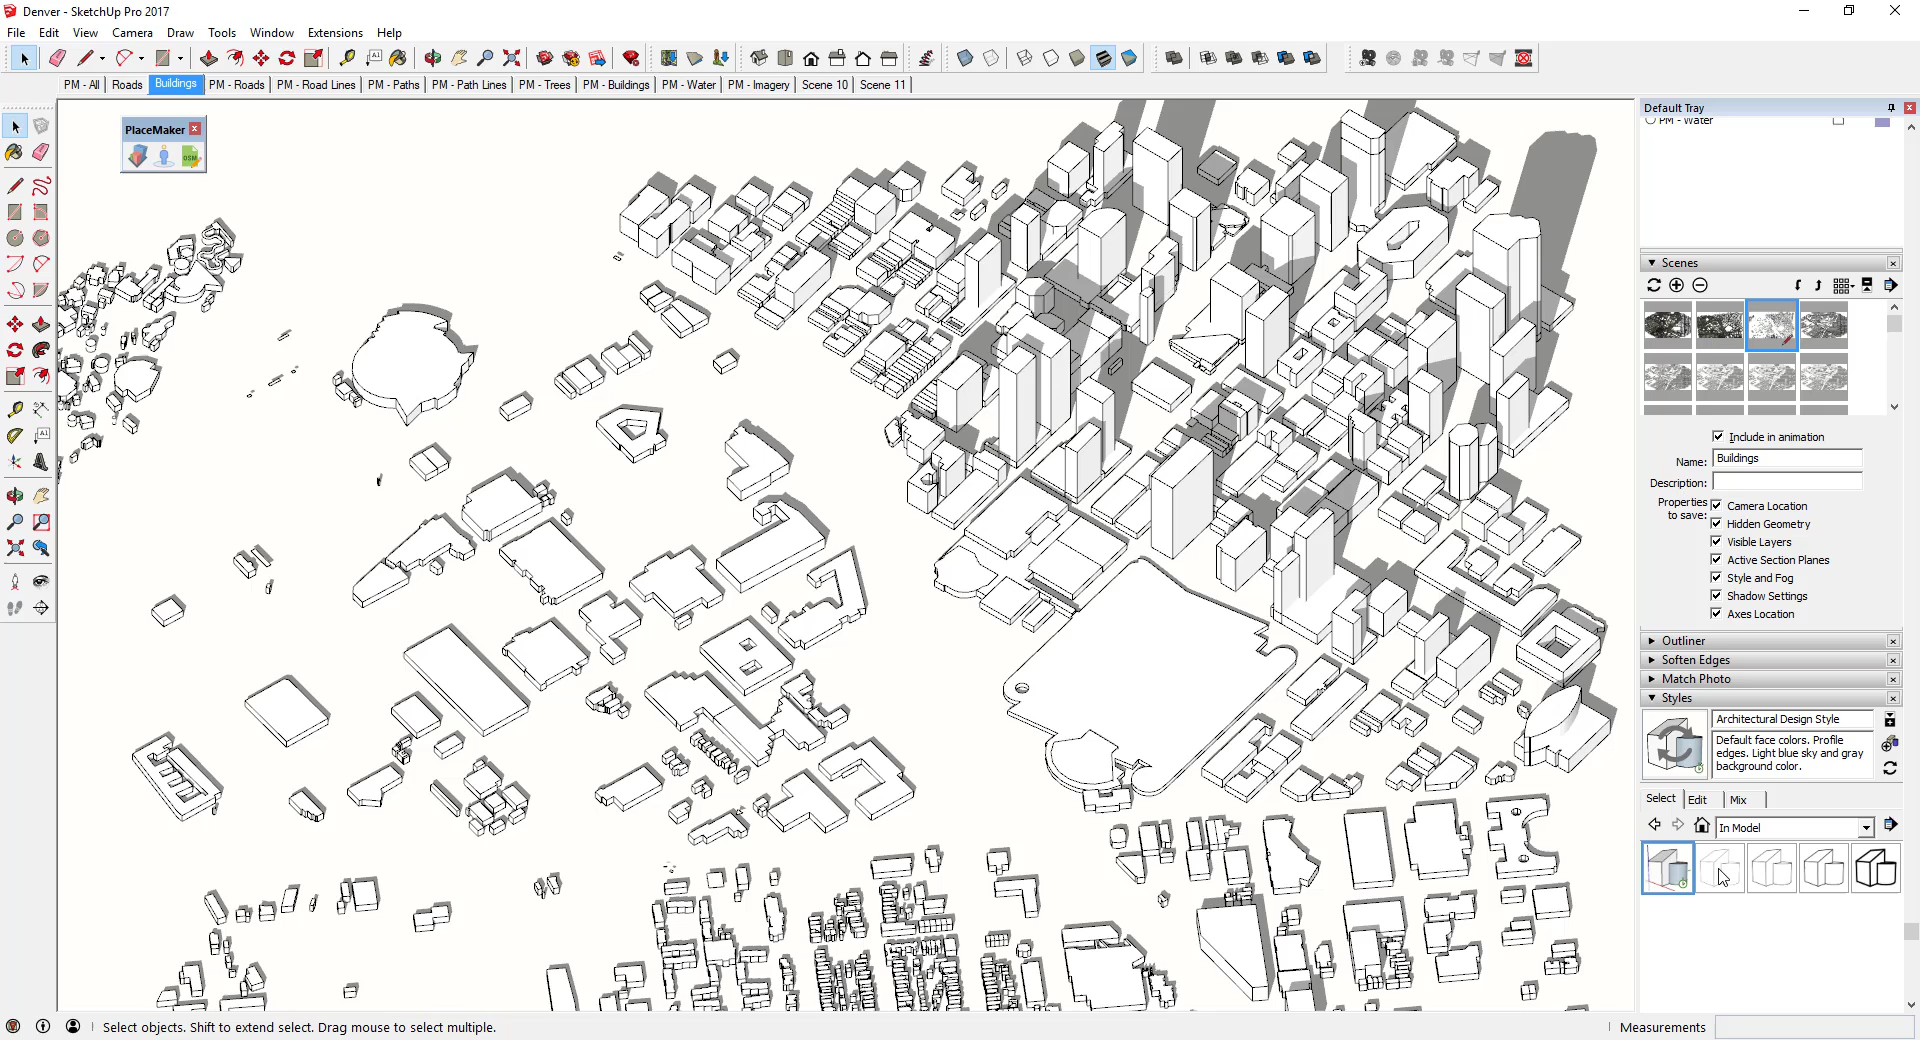 Denver - SketchUp Pro 2017
File Edit View Camera Draw Tools Window Extensions Help
A1
PM - All Roads Buildings PM - Roads PM - Road Lines PM - Paths PM - Path Lines PM - Trees PM - Buildings PM - Water PM - Imagery Scene 10 Scene 11
PlaceMaker
OSM
A1
Default Tray
PM - Water
Scenes
Include in animation
Name: Buildings
Description:
Properties to save:
Camera Location
Hidden Geometry
Visible Layers
Active Section Planes
Style and Fog
Shadow Settings
Axes Location
Outliner
Soften Edges
Match Photo
Styles
Architectural Design Style
Default face colors. Profile
edges. Light blue sky and gray
background color.
Select Edit Mix
In Model
Select objects. Shift to extend select. Drag mouse to select multiple.
Measurements